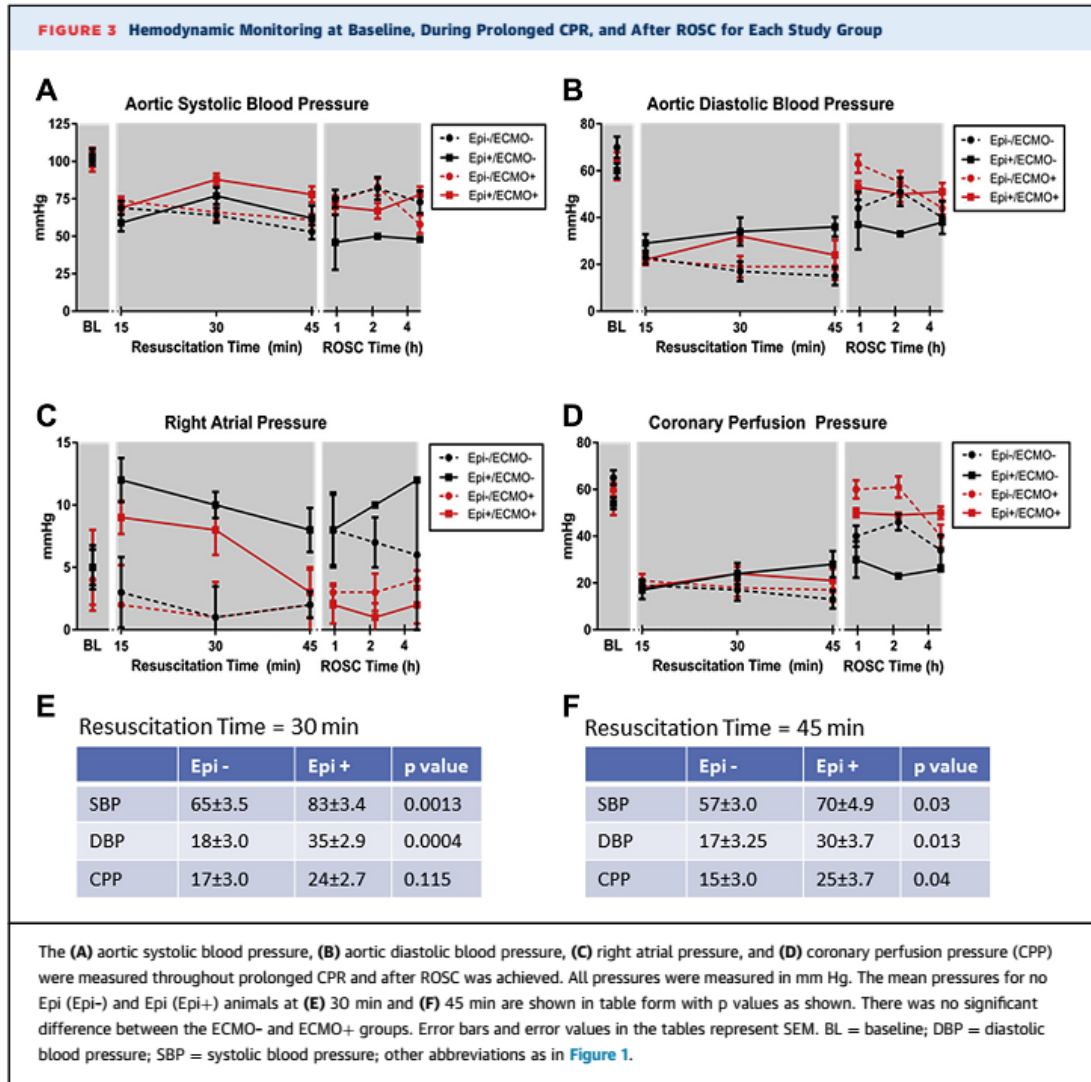 FIGURE 3 Hemodynamic Monitoring at Baseline, During Prolonged CPR, and After ROSC for Each Study Group
A
Aortic Systolic Blood Pressure
125
100
75
50
25
0
mmHg
BL
15
30
45
1
2
4
Resuscitation Time (min)
ROSC Time (h)
Epi-/ECMO-
Epi+/ECMO-
Epi-/ECMO+
Epi+/ECMO+
B
Aortic Diastolic Blood Pressure
80
60
40
20
0
mmHg
BL
15
30
45
1
2
4
Resuscitation Time (min)
ROSC Time (h)
Epi-/ECMO-
Epi+/ECMO-
Epi-/ECMO+
Epi+/ECMO+
C
Right Atrial Pressure
15
10
5
0
mmHg
BL
15
30
45
1
2
4
Resuscitation Time (min)
ROSC Time (h)
Epi-/ECMO-
Epi+/ECMO-
Epi-/ECMO+
Epi+/ECMO+
D
Coronary Perfusion Pressure
80
60
40
20
0
mmHg
BL
15
30
45
1
2
4
Resuscitation Time (min)
ROSC Time (h)
Epi-/ECMO-
Epi+/ECMO-
Epi-/ECMO+
Epi+/ECMO+
E
Resuscitation Time = 30 min
Epi - Epi + p value
SBP 65±3.5 83±3.4 0.0013
DBP 18±3.0 35±2.9 0.0004
CPP 17±3.0 24±2.7 0.115
F
Resuscitation Time = 45 min
Epi - Epi + p value
SBP 57±3.0 70±4.9 0.03
DBP 17±3.25 30±3.7 0.013
CPP 15±3.0 25±3.7 0.04
The (A) aortic systolic blood pressure, (B) aortic diastolic blood pressure, (C) right atrial pressure, and (D) coronary perfusion pressure (CPP)
were measured throughout prolonged CPR and after ROSC was achieved. All pressures were measured in mm Hg. The mean pressures for no
Epi (Epi-) and Epi (Epi+) animals at (E) 30 min and (F) 45 min are shown in table form with p values as shown. There was no significant
difference between the ECMO- and ECMO+ groups. Error bars and error values in the tables represent SEM. BL = baseline; DBP = diastolic
blood pressure; SBP = systolic blood pressure; other abbreviations as in Figure 1.